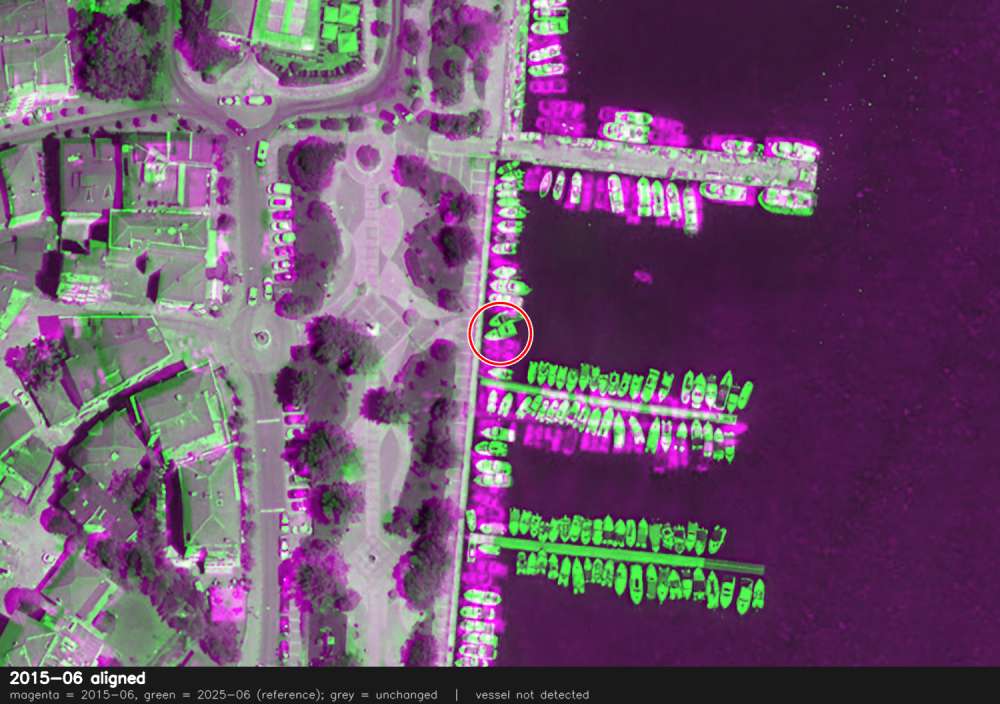 2015-06 aligned
magenta = 2015-06, green = 2025-06 (reference); grey = unchanged | vessel not detected